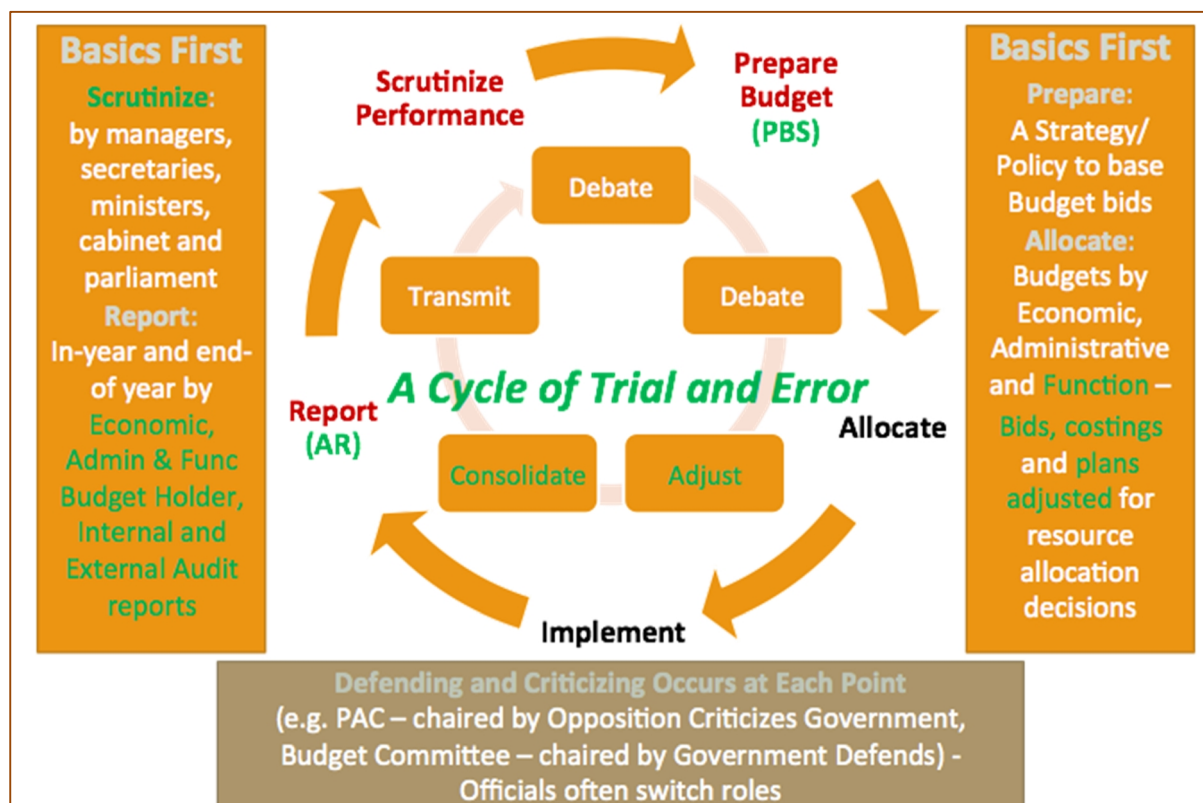 Basics First
Scrutinize:
by managers,
secretaries,
ministers,
cabinet and
parliament
Report:
In-year and end-
of year by
Economic,
Admin & Func
Budget Holder,
Internal and
External Audit
reports
Scrutinize
Performance
Prepare
Budget
(PBS)
Debate
Transmit
Debate
A Cycle of Trial and Error
Report
(AR)
Allocate
Consolidate
Adjust
Implement
Basics First
Prepare:
A Strategy/
Policy to base
Budget bids
Allocate:
Budgets by
Economic,
Administrative
and Function –
Bids, costings
and plans
adjusted for
resource
allocation
decisions
Defending and Criticizing Occurs at Each Point
(e.g. PAC – chaired by Opposition Criticizes Government,
Budget Committee – chaired by Government Defends) -
Officials often switch roles